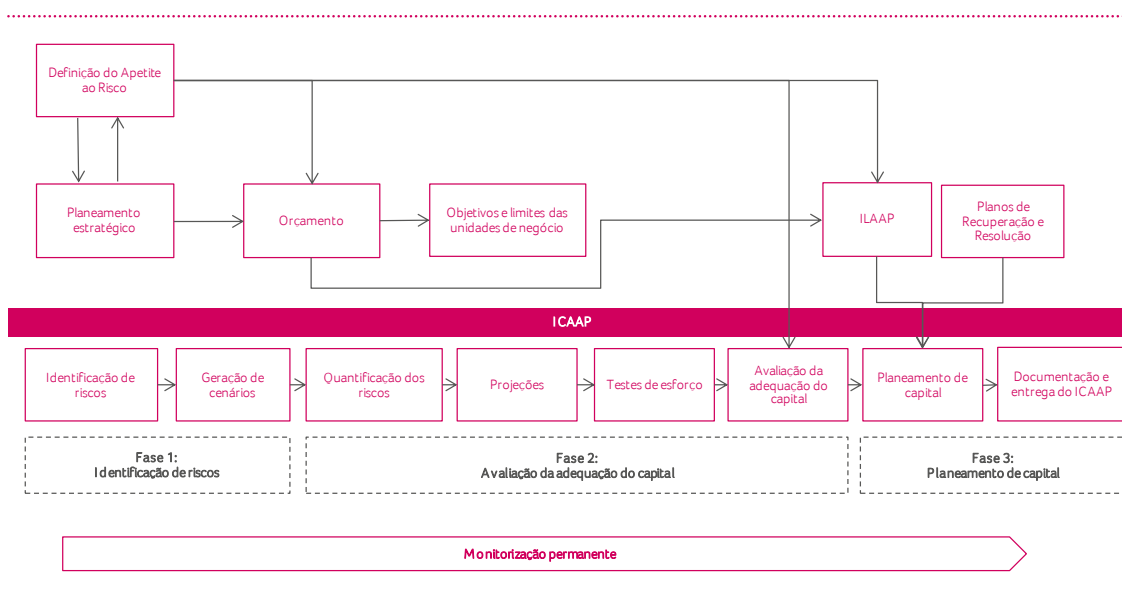 Definição do Apetite
ao Risco
Planeamento
estratégico
Orçamento
Objetivos e limites das
unidades de negócio
ILAAP
Planos de
Recuperação e
Resolução
ICAAP
Identificação de
riscos
Geração de
cenários
Quantificação dos
riscos
Projeções
Testes de esforço
Avaliação da
adequação do
capital
Planeamento de
capital
Documentação e
entrega do ICAAP
Fase 1:
Identificação de riscos
Fase 2:
Avaliação da adequação do capital
Fase 3:
Planeamento de capital
Monitorização permanente